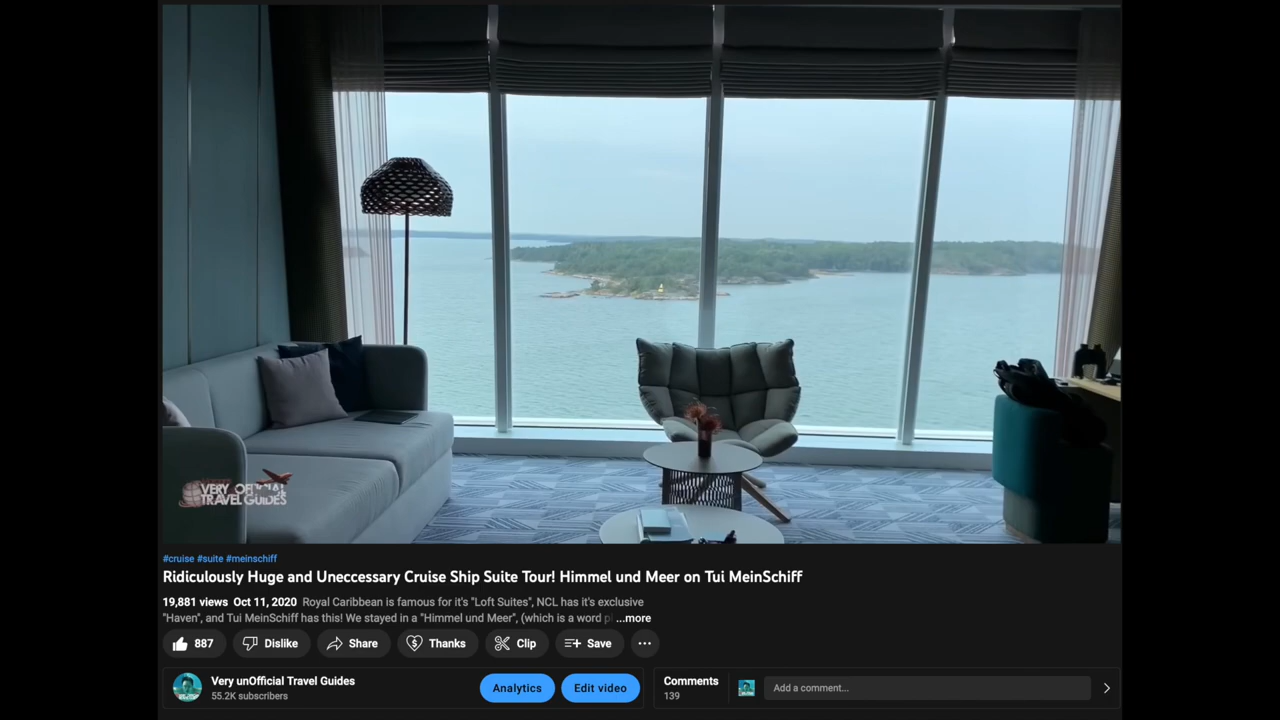 VERY OFFICIAL
TRAVEL GUIDES
#cruise #suite #meinschiff
Ridiculously Huge and Uneccessary Cruise Ship Suite Tour! Himmel und Meer on Tui MeinSchiff
19,881 views Oct 11, 2020 Royal Caribbean is famous for it's "Loft Suites", NCL has it's exclusive
"Haven", and Tui MeinSchiff has this! We stayed in a "Himmel und Meer", (which is a word ...more
887 Dislike Share Thanks Clip Save
Very unOfficial Travel Guides
55.2K subscribers
Analytics Edit video
Comments
139
Add a comment...